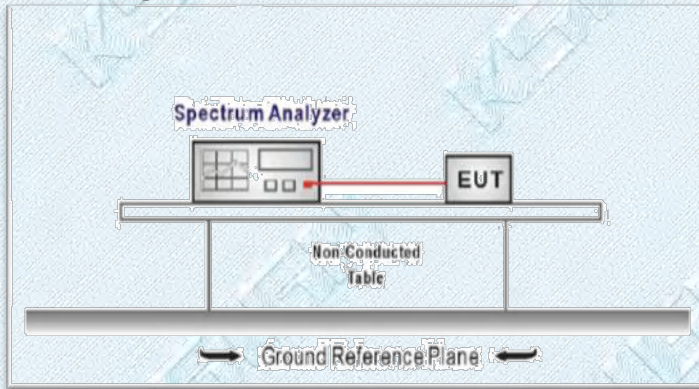 Spectrum Analyzer
EUT
Non-Conducted
Table
Ground Reference Plane